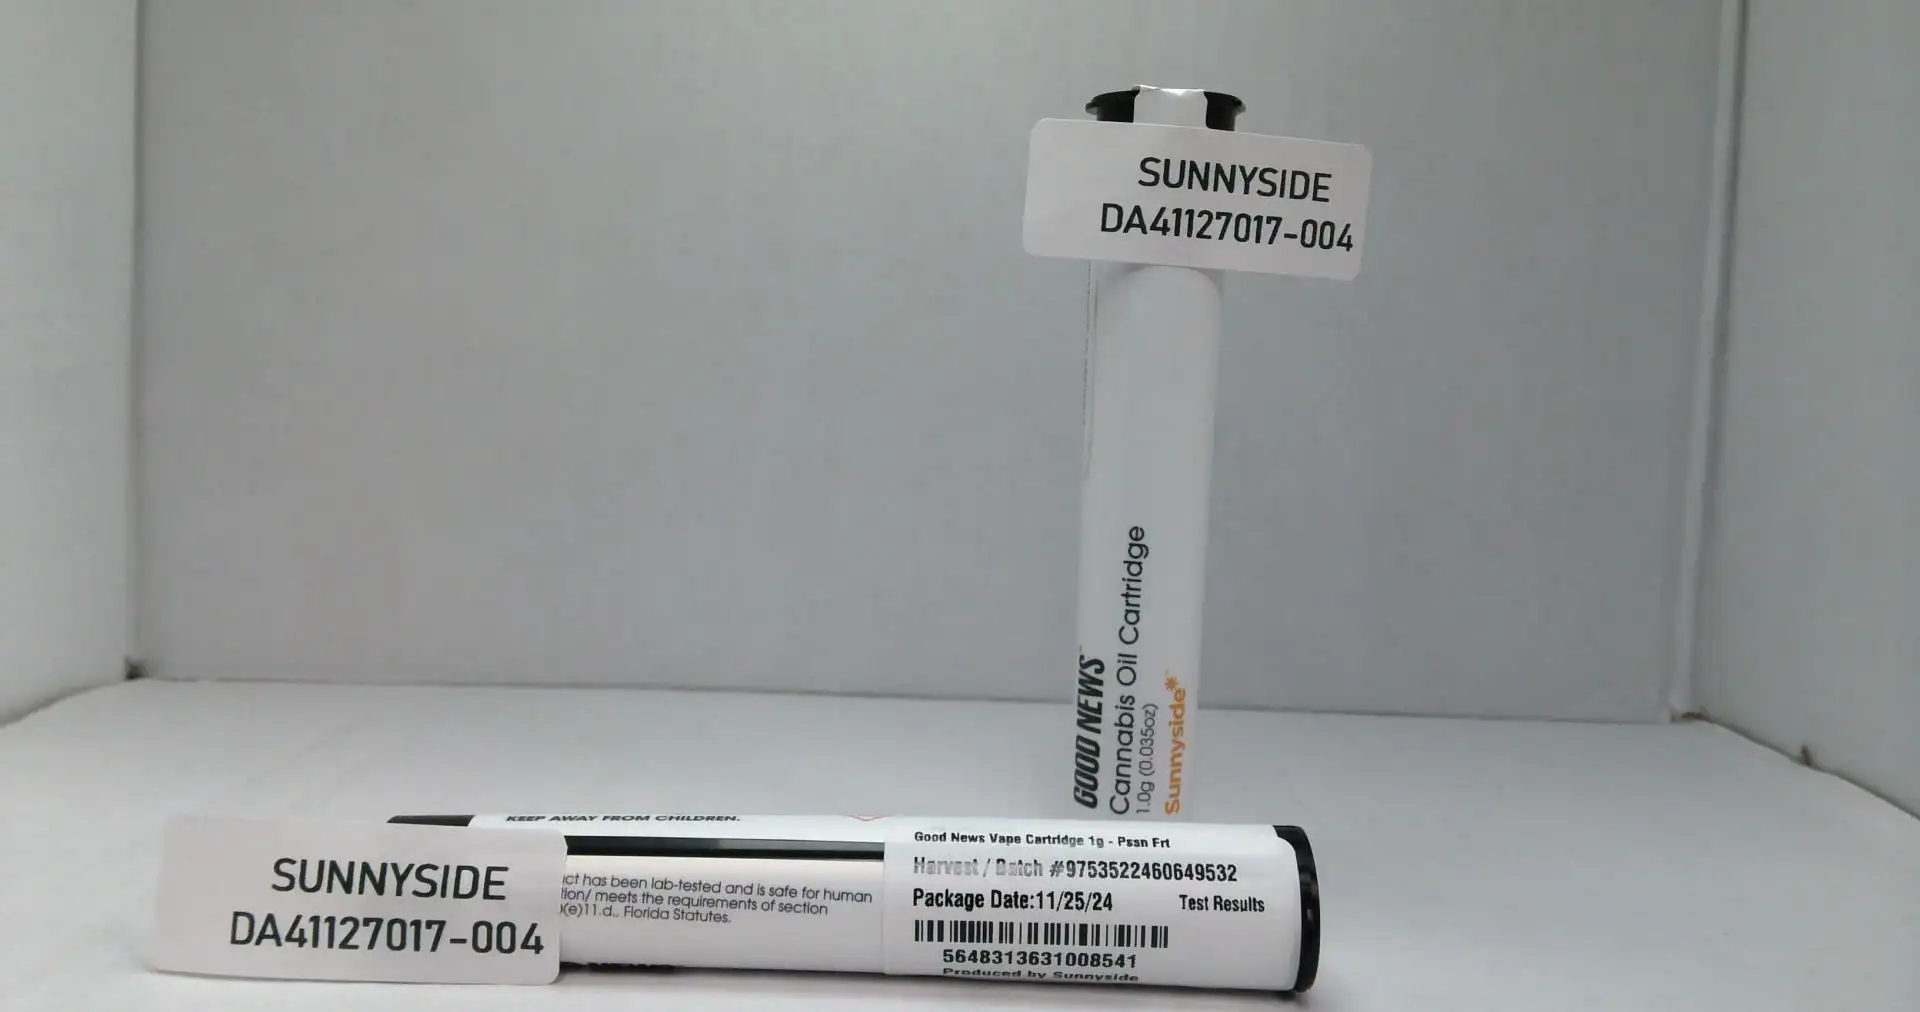 SUNNYSIDE
DA41127017-004
GOOD NEWS™
Cannabis Oil Cartridge
1.0g (0.035oz)
Sunnyside*
KEEP AWAY FROM CHILDREN.
SUNNYSIDE
DA41127017-004
has been lab-tested and is safe for human
meets the requirements of section
(e)11.d., Florida Statutes.
Good News Vape Cartridge 1g - Pssn Frt
Harvest / Batch #9753522460649532
Package Date:11/25/24
Test Results
5648313631008541
Produced by Sunnyside